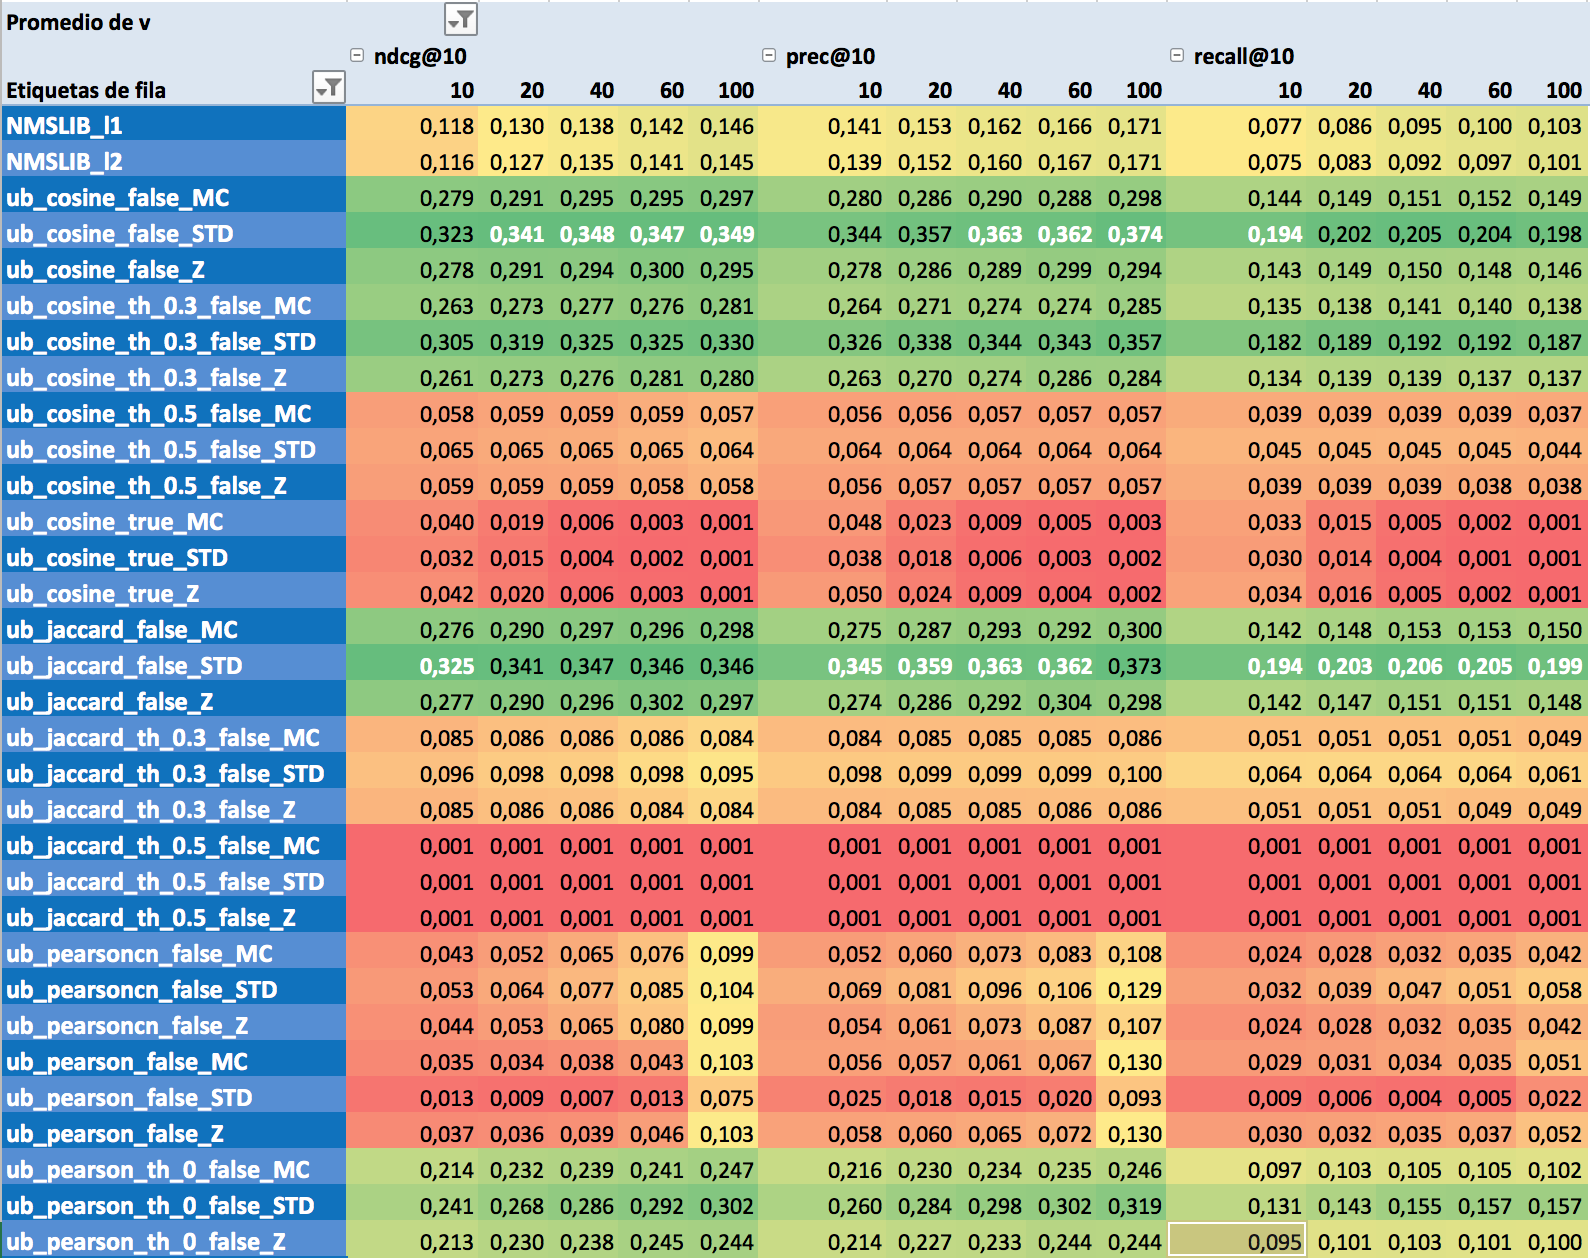 Promedio de v
ndcg@10 prec@10 recall@10
Etiquetas de fila 10 20 40 60 100 10 20 40 60 100 10 20 40 60 100
NMSLIB_l1 0,118 0,130 0,138 0,142 0,146 0,141 0,153 0,162 0,166 0,171 0,077 0,086 0,095 0,100 0,103
NMSLIB_l2 0,116 0,127 0,135 0,141 0,145 0,139 0,152 0,160 0,167 0,171 0,075 0,083 0,092 0,097 0,101
ub_cosine_false_MC 0,279 0,291 0,295 0,295 0,297 0,280 0,286 0,290 0,288 0,298 0,144 0,149 0,151 0,152 0,149
ub_cosine_false_STD 0,323 0,341 0,348 0,347 0,349 0,344 0,357 0,363 0,362 0,374 0,194 0,202 0,205 0,204 0,198
ub_cosine_false_Z 0,278 0,291 0,294 0,300 0,295 0,278 0,286 0,289 0,299 0,294 0,143 0,149 0,150 0,148 0,146
ub_cosine_th_0.3_false_MC 0,263 0,273 0,277 0,276 0,281 0,264 0,271 0,274 0,274 0,285 0,135 0,138 0,141 0,140 0,138
ub_cosine_th_0.3_false_STD 0,305 0,319 0,325 0,325 0,330 0,326 0,338 0,344 0,343 0,357 0,182 0,189 0,192 0,192 0,187
ub_cosine_th_0.3_false_Z 0,261 0,273 0,276 0,281 0,280 0,263 0,270 0,274 0,286 0,284 0,134 0,139 0,139 0,137 0,137
ub_cosine_th_0.5_false_MC 0,058 0,059 0,059 0,059 0,057 0,056 0,056 0,057 0,057 0,057 0,039 0,039 0,039 0,039 0,037
ub_cosine_th_0.5_false_STD 0,065 0,065 0,065 0,065 0,064 0,064 0,064 0,064 0,064 0,064 0,045 0,045 0,045 0,045 0,044
ub_cosine_th_0.5_false_Z 0,059 0,059 0,059 0,058 0,058 0,056 0,057 0,057 0,057 0,057 0,039 0,039 0,039 0,038 0,038
ub_cosine_true_MC 0,040 0,019 0,006 0,003 0,001 0,048 0,023 0,009 0,005 0,003 0,033 0,015 0,005 0,002 0,001
ub_cosine_true_STD 0,032 0,015 0,004 0,002 0,001 0,038 0,018 0,006 0,003 0,002 0,030 0,014 0,004 0,001 0,001
ub_cosine_true_Z 0,042 0,020 0,006 0,003 0,001 0,050 0,024 0,009 0,004 0,002 0,034 0,016 0,005 0,002 0,001
ub_jaccard_false_MC 0,276 0,290 0,297 0,296 0,298 0,275 0,287 0,293 0,292 0,300 0,142 0,148 0,153 0,153 0,150
ub_jaccard_false_STD 0,325 0,341 0,347 0,346 0,346 0,345 0,359 0,363 0,362 0,373 0,194 0,203 0,206 0,205 0,199
ub_jaccard_false_Z 0,277 0,290 0,296 0,302 0,297 0,274 0,286 0,292 0,304 0,298 0,142 0,147 0,151 0,151 0,148
ub_jaccard_th_0.3_false_MC 0,085 0,086 0,086 0,086 0,084 0,084 0,085 0,085 0,085 0,086 0,051 0,051 0,051 0,051 0,049
ub_jaccard_th_0.3_false_STD 0,096 0,098 0,098 0,098 0,095 0,098 0,099 0,099 0,099 0,100 0,064 0,064 0,064 0,064 0,061
ub_jaccard_th_0.3_false_Z 0,085 0,086 0,086 0,084 0,084 0,084 0,085 0,085 0,086 0,086 0,051 0,051 0,051 0,049 0,049
ub_jaccard_th_0.5_false_MC 0,001 0,001 0,001 0,001 0,001 0,001 0,001 0,001 0,001 0,001 0,001 0,001 0,001 0,001 0,001
ub_jaccard_th_0.5_false_STD 0,001 0,001 0,001 0,001 0,001 0,001 0,001 0,001 0,001 0,001 0,001 0,001 0,001 0,001 0,001
ub_jaccard_th_0.5_false_Z 0,001 0,001 0,001 0,001 0,001 0,001 0,001 0,001 0,001 0,001 0,001 0,001 0,001 0,001 0,001
ub_pearsoncn_false_MC 0,043 0,052 0,065 0,076 0,099 0,052 0,060 0,073 0,083 0,108 0,024 0,028 0,032 0,035 0,042
ub_pearsoncn_false_STD 0,053 0,064 0,077 0,085 0,104 0,069 0,081 0,096 0,106 0,129 0,032 0,039 0,047 0,051 0,058
ub_pearsoncn_false_Z 0,044 0,053 0,065 0,080 0,099 0,054 0,061 0,073 0,087 0,107 0,024 0,028 0,032 0,035 0,042
ub_pearson_false_MC 0,035 0,034 0,038 0,043 0,103 0,056 0,057 0,061 0,067 0,130 0,029 0,031 0,034 0,035 0,051
ub_pearson_false_STD 0,013 0,009 0,007 0,013 0,075 0,025 0,018 0,015 0,020 0,093 0,009 0,006 0,004 0,005 0,022
ub_pearson_false_Z 0,037 0,036 0,039 0,046 0,103 0,058 0,060 0,065 0,072 0,130 0,030 0,032 0,035 0,037 0,052
ub_pearson_th_0_false_MC 0,214 0,232 0,239 0,241 0,247 0,216 0,230 0,234 0,235 0,246 0,097 0,103 0,105 0,105 0,102
ub_pearson_th_0_false_STD 0,241 0,268 0,286 0,292 0,302 0,260 0,284 0,298 0,302 0,319 0,131 0,143 0,155 0,157 0,157
ub_pearson_th_0_false_Z 0,213 0,230 0,238 0,245 0,244 0,214 0,227 0,233 0,244 0,244 0,095 0,101 0,103 0,101 0,100